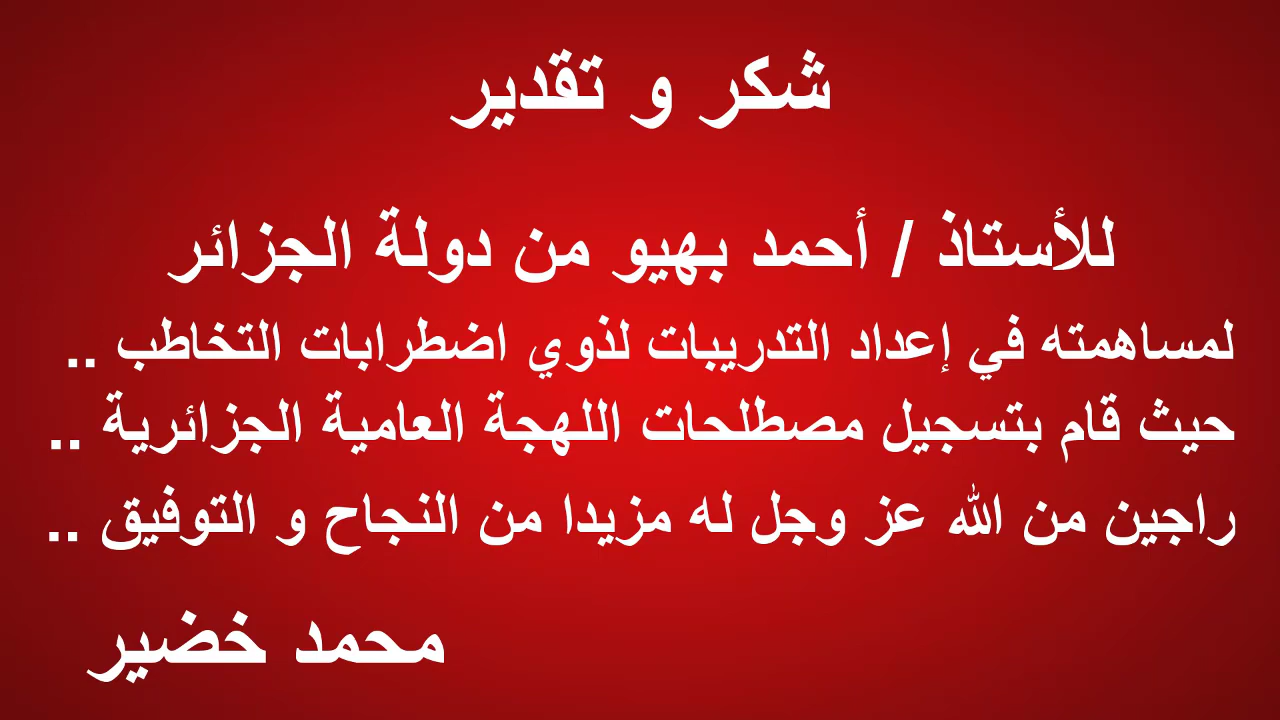 شكر و تقدير
للأستاذ / أحمد بهيو من دولة الجزائر
لمساهمته في إعداد التدريبات لذوي اضطرابات التخاطب ..
حيث قام بتسجيل مصطلحات اللهجة العامية الجزائرية ..
راجين من الله عز وجل له مزيدا من النجاح و التوفيق ..
محمد خضير